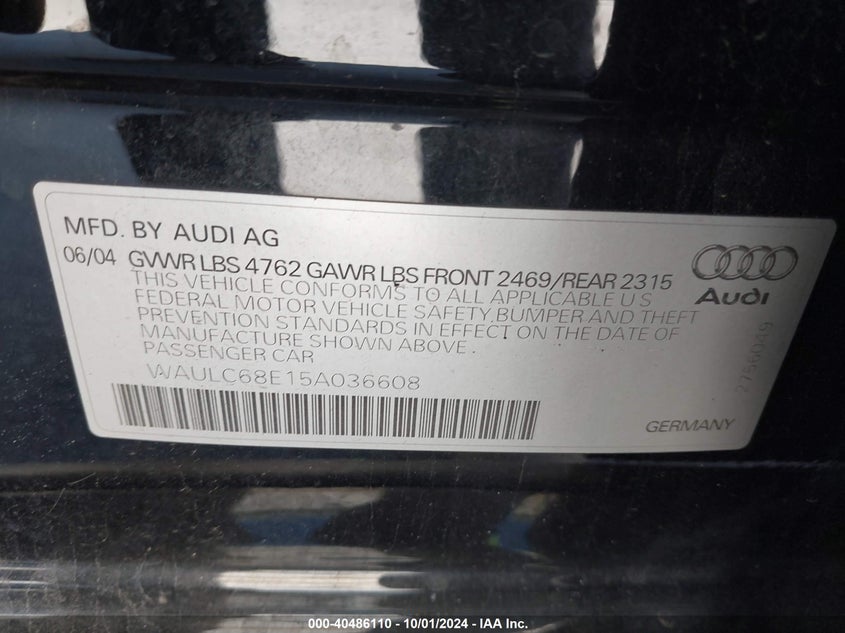 MFD. BY AUDI AG
06/04 GVWR LBS 4762 GAWR LBS FRONT 2469/REAR 2315
THIS VEHICLE CONFORMS TO ALL APPLICABLE U S
FEDERAL MOTOR VEHICLE SAFETY,BUMPER AND THEFT
PREVENTION STANDARDS IN EFFECT ON THE DATE OF
MANUFACTURE SHOWN ABOVE.
PASSENGER CAR
WAULC68E15A036608
Audi
2756049
GERMANY
000-40486110 - 10/01/2024 - IAA Inc.